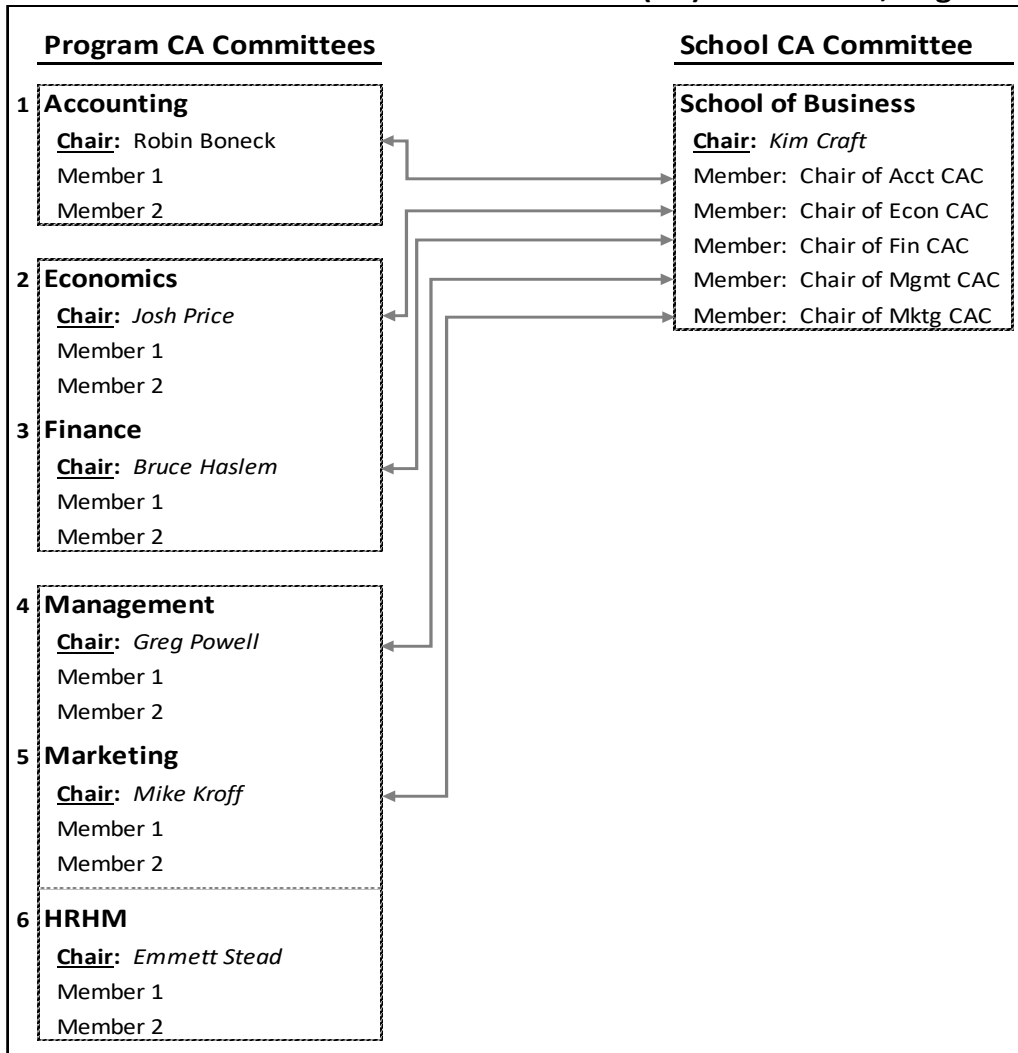 Program CA Committees
1 Accounting
Chair: Robin Boneck
Member 1
Member 2
2 Economics
Chair: Josh Price
Member 1
Member 2
3 Finance
Chair: Bruce Haslem
Member 1
Member 2
4 Management
Chair: Greg Powell
Member 1
Member 2
5 Marketing
Chair: Mike Kroff
Member 1
Member 2
6 HRHM
Chair: Emmett Stead
Member 1
Member 2
School CA Committee
School of Business
Chair: Kim Craft
Member: Chair of Acct CAC
Member: Chair of Econ CAC
Member: Chair of Fin CAC
Member: Chair of Mgmt CAC
Member: Chair of Mktg CAC